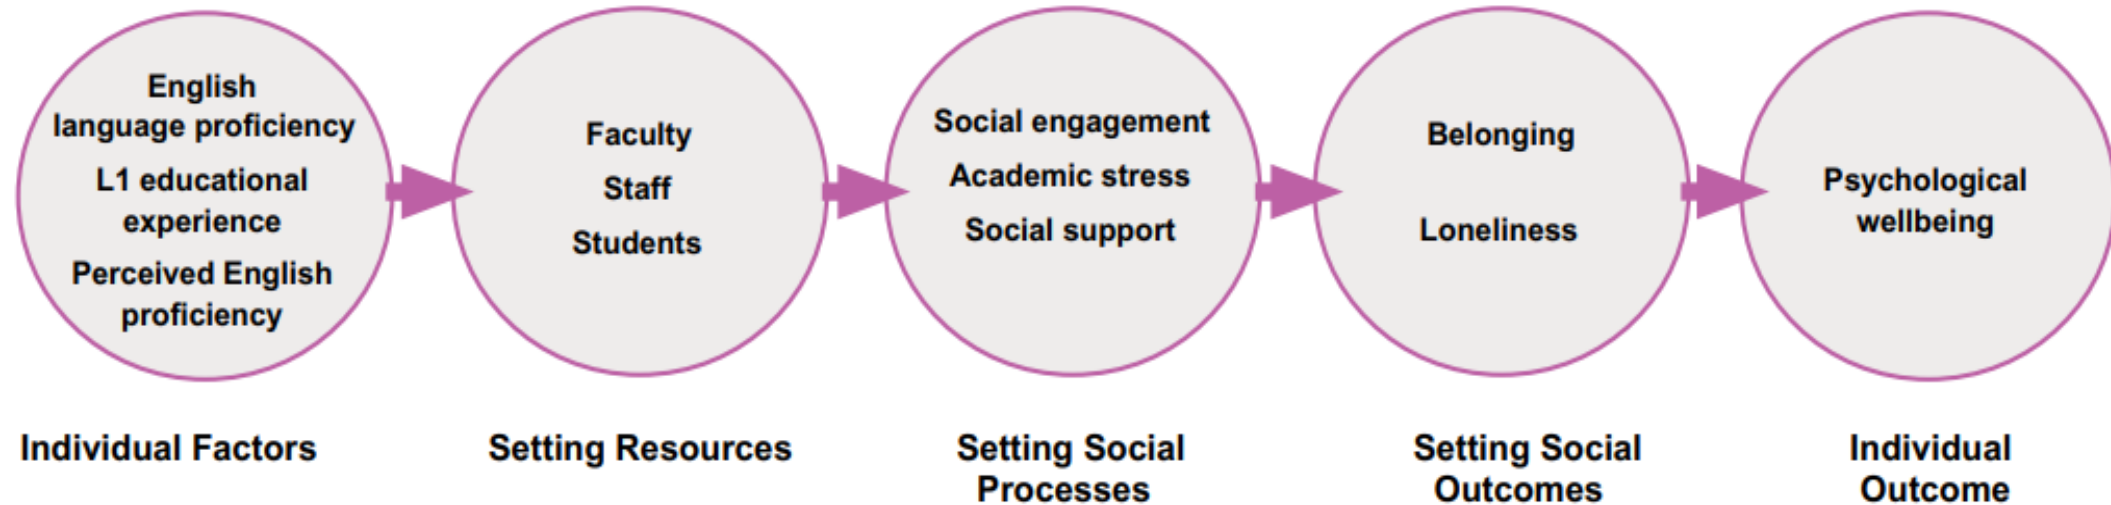 English
language proficiency
L1 educational
experience
Perceived English
proficiency
Faculty
Staff
Students
Social engagement
Academic stress
Social support
Belonging
Loneliness
Psychological
wellbeing
Individual Factors
Setting Resources
Setting Social
Processes
Setting Social
Outcomes
Individual
Outcome